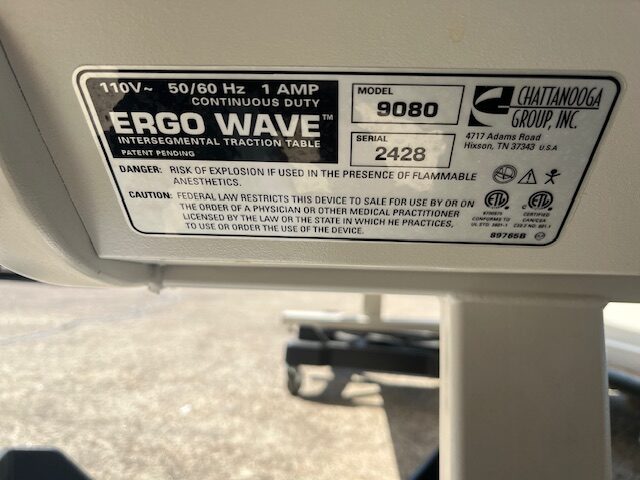 110V~ 50/60 Hz 1 AMP
CONTINUOUS DUTY
ERGO WAVE™
INTERSEGMENTAL TRACTION TABLE
PATENT PENDING
MODEL
9080
SERIAL
2428
CHATTANOOGA
GROUP, INC.
4717 Adams Road
Hixson, TN 37343 U.S.A
DANGER: RISK OF EXPLOSION IF USED IN THE PRESENCE OF FLAMMABLE
ANESTHETICS.
CAUTION: FEDERAL LAW RESTRICTS THIS DEVICE TO SALE FOR USE BY OR ON
THE ORDER OF A PHYSICIAN OR OTHER MEDICAL PRACTITIONER
LICENSED BY THE LAW OR THE STATE IN WHICH HE PRACTICES,
TO USE OR ORDER THE USE OF THE DEVICE.
ETL
CONFORMS TO
ETL
CERTIFIED
89765B